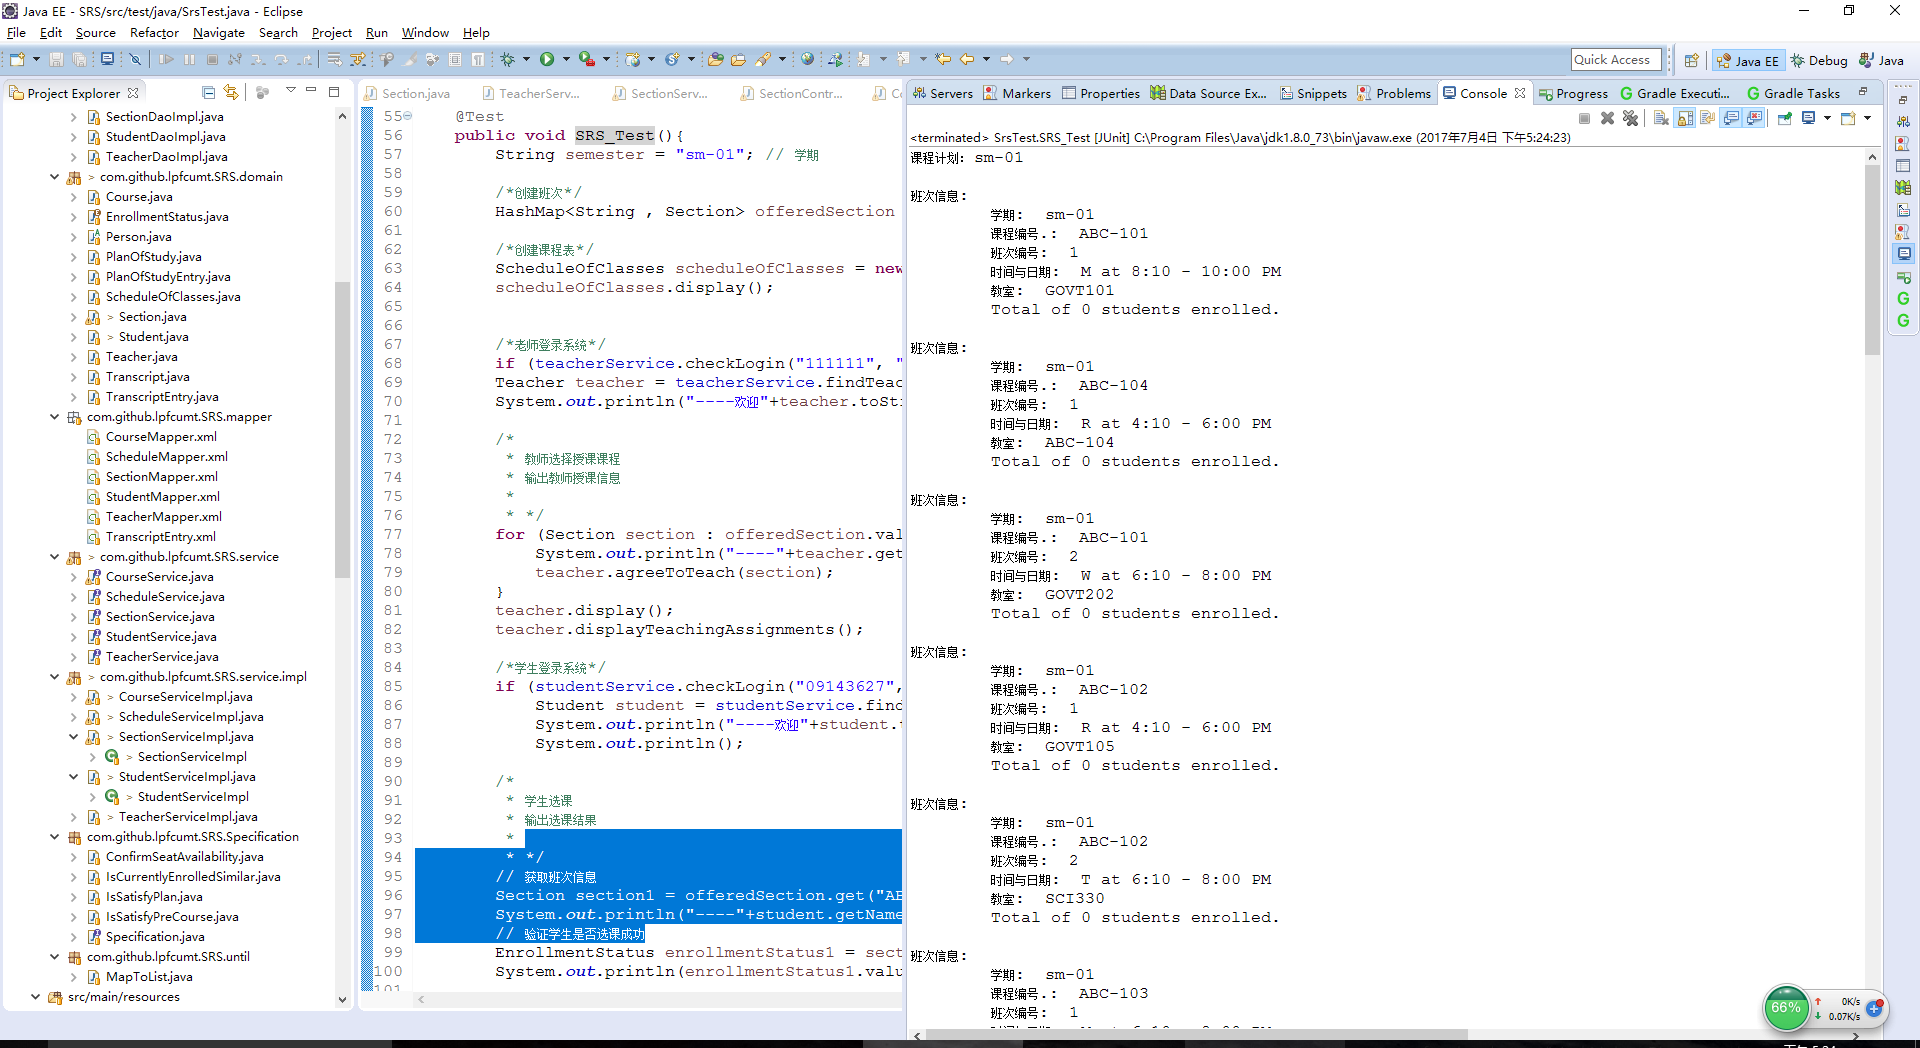 Java EE - SRS/src/test/java/SrsTest.java - Eclipse
File Edit Source Refactor Navigate Search Project Run Window Help
Quick Access
Java EE Debug Java
Project Explorer
SectionDaoImpl.java
StudentDaoImpl.java
TeacherDaoImpl.java
> com.github.lpfcumt.SRS.domain
Course.java
EnrollmentStatus.java
Person.java
PlanOfStudy.java
PlanOfStudyEntry.java
ScheduleOfClasses.java
> Section.java
> Student.java
Teacher.java
Transcript.java
TranscriptEntry.java
com.github.lpfcumt.SRS.mapper
CourseMapper.xml
ScheduleMapper.xml
SectionMapper.xml
StudentMapper.xml
TeacherMapper.xml
TranscriptEntry.xml
> com.github.lpfcumt.SRS.service
CourseService.java
ScheduleService.java
SectionService.java
StudentService.java
TeacherService.java
> com.github.lpfcumt.SRS.service.impl
> CourseServiceImpl.java
> ScheduleServiceImpl.java
> SectionServiceImpl.java
> SectionServiceImpl
> StudentServiceImpl.java
> StudentServiceImpl
> TeacherServiceImpl.java
com.github.lpfcumt.SRS.Specification
ConfirmSeatAvailability.java
IsCurrentlyEnrolledSimilar.java
IsSatisfyPlan.java
IsSatisfyPreCourse.java
Specification.java
com.github.lpfcumt.SRS.until
MapToList.java
src/main/resources
Section.java TeacherServ... SectionServ... SectionContr... Co
55 @Test
56 public void SRS_Test(){
57 String semester = "sm-01"; // 学期
58
59 /*创建班次*/
60 HashMap<String , Section> offeredSection
61
62 /*创建课程表*/
63 ScheduleOfClasses scheduleOfClasses = new
64 scheduleOfClasses.display();
65
66
67 /*老师登录系统*/
68 if (teacherService.checkLogin("111111", "
69 Teacher teacher = teacherService.findTeac
70 System.out.println("----欢迎"+teacher.toStr
71
72 /*
73 * 教师选择授课课程
74 * 输出教师授课信息
75 *
76 * */
77 for (Section section : offeredSection.val
78 System.out.println("----"+teacher.get
79 teacher.agreeToTeach(section);
80 }
81 teacher.display();
82 teacher.displayTeachingAssignments();
83
84 /*学生登录系统*/
85 if (studentService.checkLogin("09143627",
86 Student student = studentService.find
87 System.out.println("----欢迎"+student.t
88 System.out.println();
89
90 /*
91 * 学生选课
92 * 输出选课结果
93 *
94 * */
95 // 获取班次信息
96 Section section1 = offeredSection.get("AB
97 System.out.println("----"+student.getName
98 // 验证学生是否选课成功
99 EnrollmentStatus enrollmentStatus1 = sect
100 System.out.println(enrollmentStatus1.valu
101
Servers Markers Properties Data Source Ex... Snippets Problems Console Progress Gradle Executi... Gradle Tasks
<terminated> SrsTest.SRS_Test [JUnit] C:\Program Files\Java\jdk1.8.0_73\bin\javaw.exe (2017年7月4日 下午5:24:23)
课程计划: sm-01
班次信息:
学期: sm-01
课程编号.: ABC-101
班次编号: 1
时间与日期: M at 8:10 - 10:00 PM
教室: GOVT101
Total of 0 students enrolled.
班次信息:
学期: sm-01
课程编号.: ABC-104
班次编号: 1
时间与日期: R at 4:10 - 6:00 PM
教室: ABC-104
Total of 0 students enrolled.
班次信息:
学期: sm-01
课程编号.: ABC-101
班次编号: 2
时间与日期: W at 6:10 - 8:00 PM
教室: GOVT202
Total of 0 students enrolled.
班次信息:
学期: sm-01
课程编号.: ABC-102
班次编号: 1
时间与日期: R at 4:10 - 6:00 PM
教室: GOVT105
Total of 0 students enrolled.
班次信息:
学期: sm-01
课程编号.: ABC-102
班次编号: 2
时间与日期: T at 6:10 - 8:00 PM
教室: SCI330
Total of 0 students enrolled.
班次信息:
学期: sm-01
课程编号.: ABC-103
班次编号: 1
66%
0K/s
0.07K/s